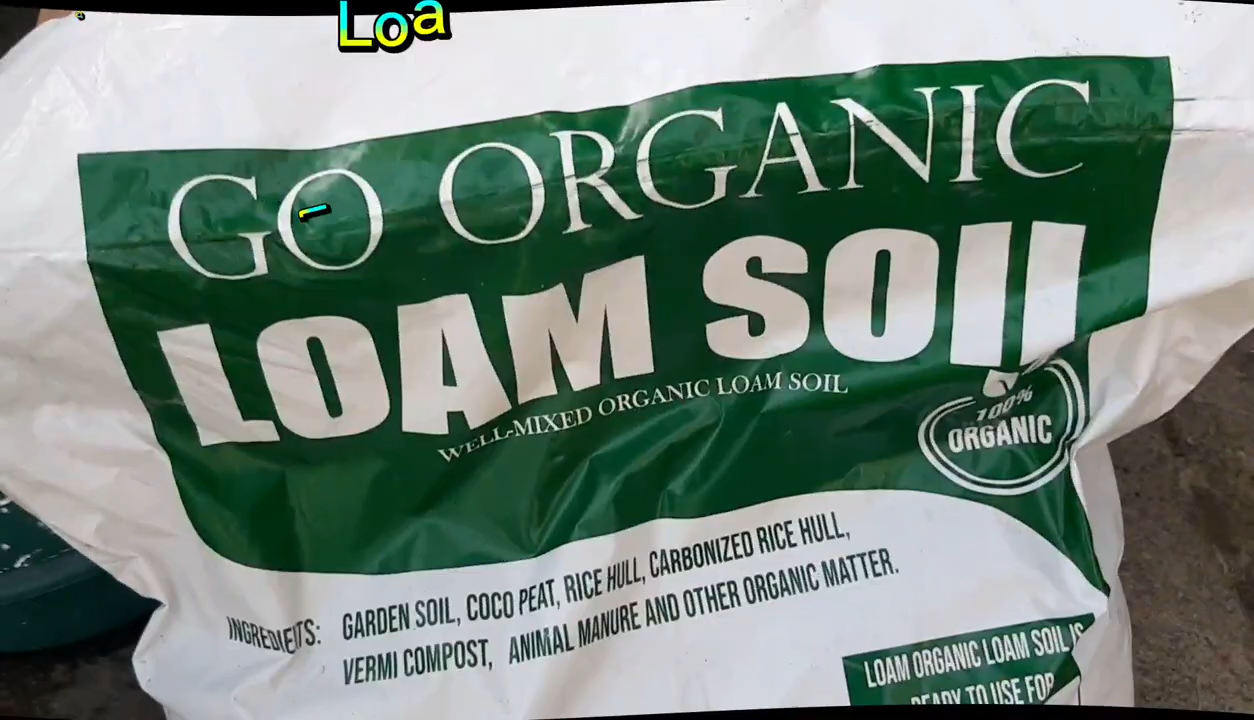 Loa
GO ORGANIC
LOAM SOIL
WELL-MIXED ORGANIC LOAM SOIL
100%
ORGANIC
INGREDIENTS: GARDEN SOIL, COCO PEAT, RICE HULL, CARBONIZED RICE HULL,
VERMI COMPOST, ANIMAL MANURE AND OTHER ORGANIC MATTER.
LOAM ORGANIC LOAM SOIL IS
READY TO USE FOR